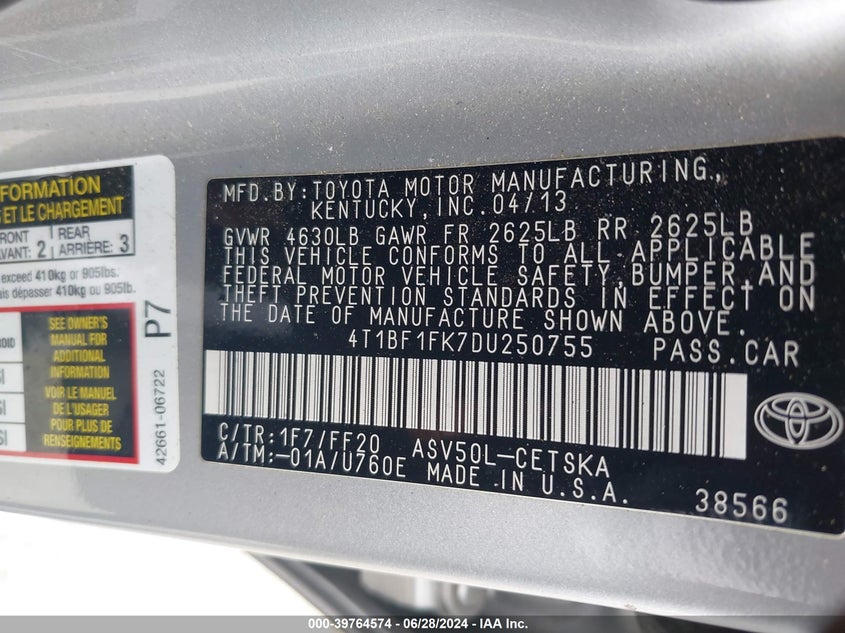 FORMATION
ET LE CHARGEMENT
FRONT
AVANT: 2
REAR
ARRIÈRE: 3
exceed 410kg or 905lbs.
dépasser 410kg ou 905lb.
SEE OWNER'S
MANUAL FOR
ADDITIONAL
INFORMATION
VOIR LE MANUEL
DE L'USAGER
POUR PLUS DE
RENSEIGNEMENTS
P7
42661-06722
MFD.BY:TOYOTA MOTOR MANUFACTURING,
KENTUCKY,INC.04/13
GVWR 4630LB GAWR FR 2625LB RR 2625LB
THIS VEHICLE CONFORMS TO ALL APPLICABLE
FEDERAL MOTOR VEHICLE SAFETY,BUMPER,AND
THEFT PREVENTION STANDARDS IN EFFECT ON
THE DATE OF MANUFACTURE SHOWN ABOVE.
4T1BF1FK7DU250755 PASS.CAR
C/TR:1F7/FF20 ASV50L-CETSKA
A/TM:-01A/U760E MADE IN U.S.A.
38566
000-39764574 | 06/28/2024 | IAA Inc.